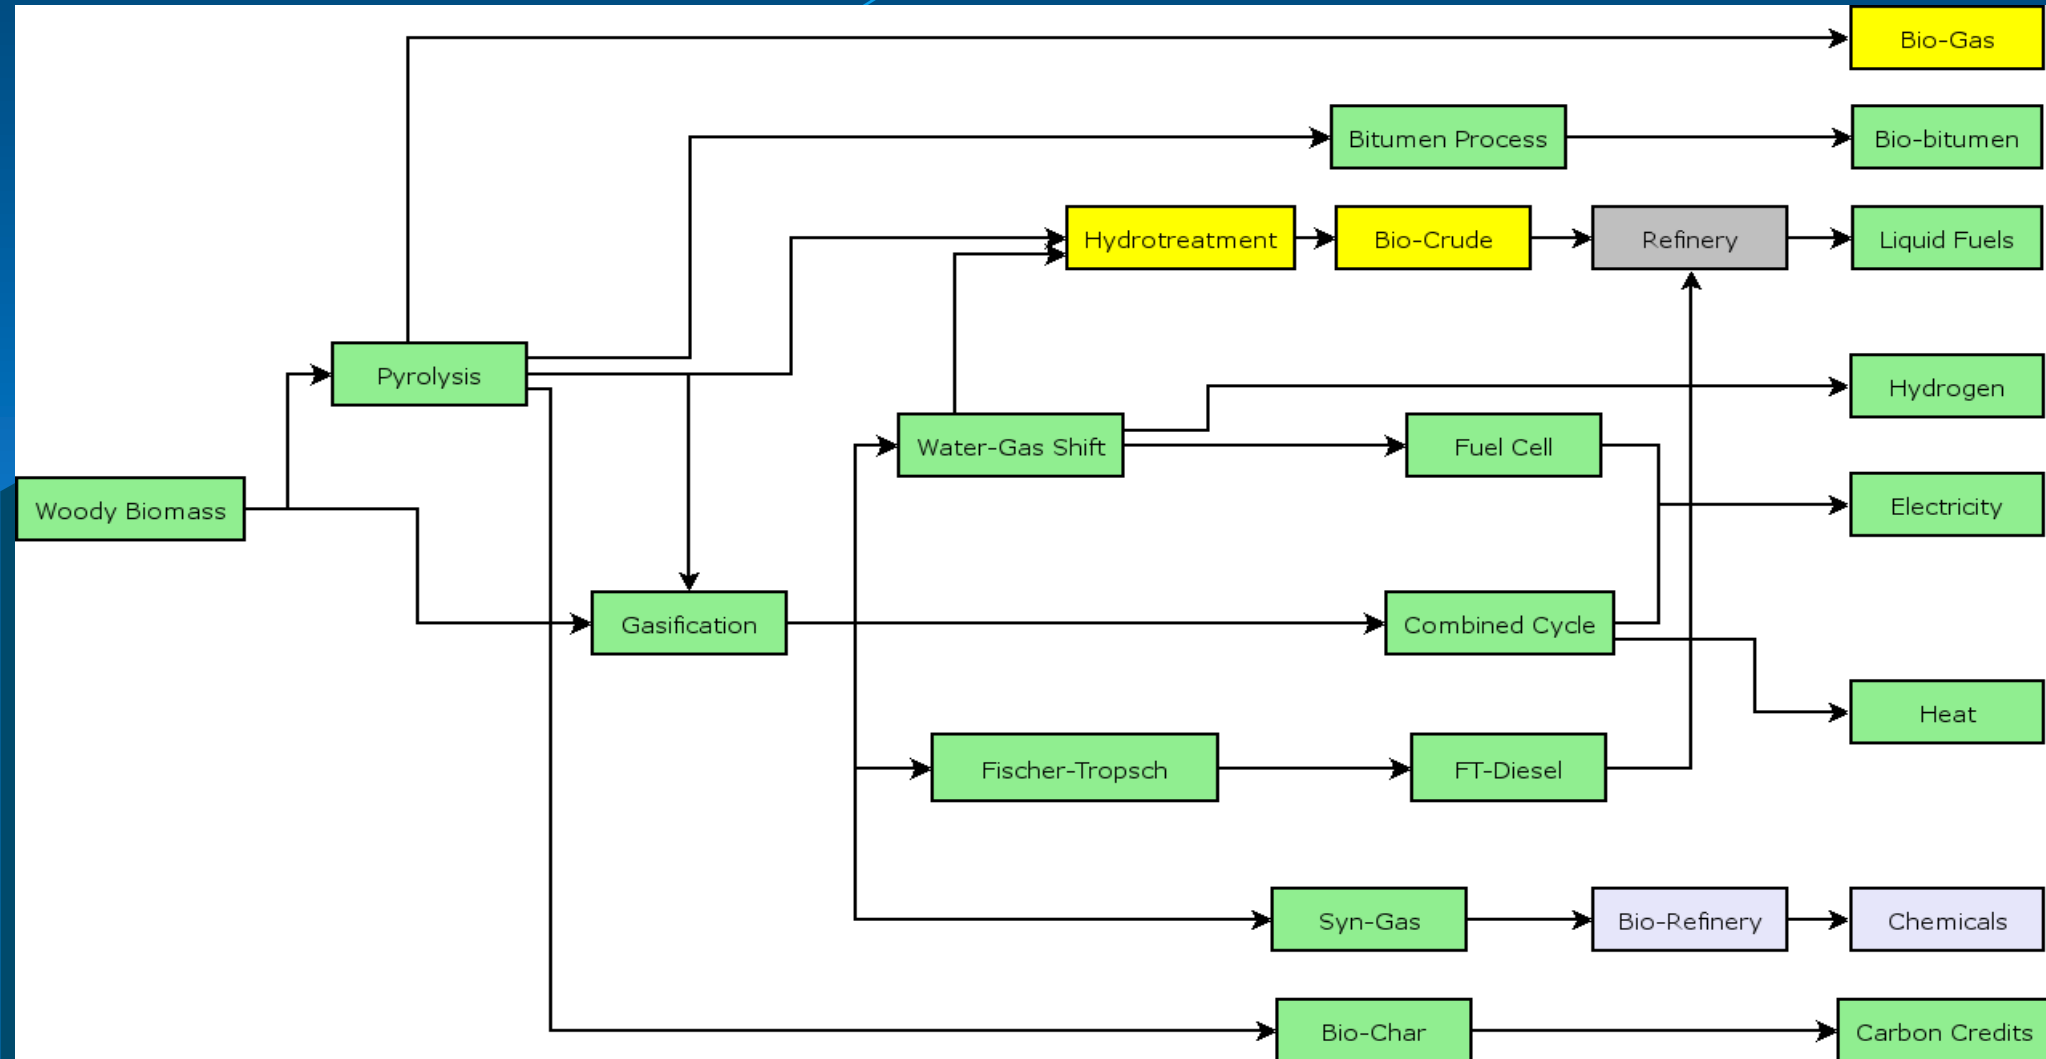 Bio-Gas
Bitumen Process
Bio-bitumen
Hydrotreatment
Bio-Crude
Refinery
Liquid Fuels
Pyrolysis
Hydrogen
Water-Gas Shift
Fuel Cell
Woody Biomass
Electricity
Gasification
Combined Cycle
Heat
Fischer-Tropsch
FT-Diesel
Syn-Gas
Bio-Refinery
Chemicals
Bio-Char
Carbon Credits